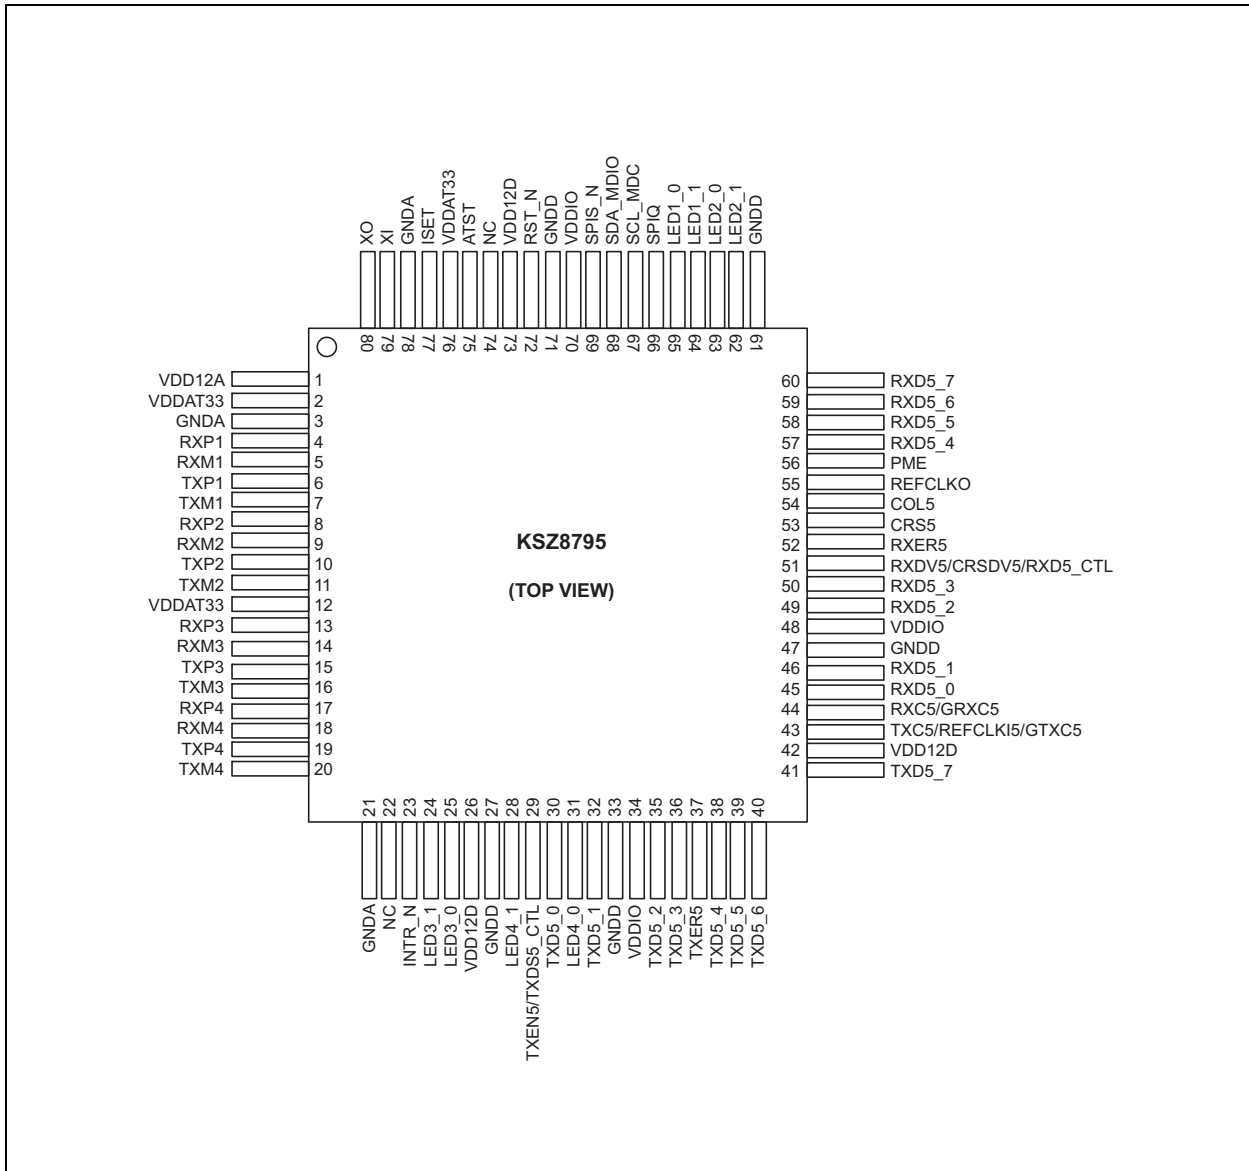 XO
XI
GNDA
ISET
VDDAT33
ATST
NC
VDD12D
RST_N
GNDD
VDDIO
SPIS_N
SDA_MDIO
SCL_MDC
SPIQ
LED1_0
LED1_1
LED2_0
LED2_1
GNDD
80
79
78
77
76
75
74
73
72
71
70
69
68
67
66
65
64
63
62
61
VDD12A 1
VDDAT33 2
GNDA 3
RXP1 4
RXM1 5
TXP1 6
TXM1 7
RXP2 8
RXM2 9
TXP2 10
TXM2 11
VDDAT33 12
RXP3 13
RXM3 14
TXP3 15
TXM3 16
RXP4 17
RXM4 18
TXP4 19
TXM4 20
KSZ8795
(TOP VIEW)
60 RXD5_7
59 RXD5_6
58 RXD5_5
57 RXD5_4
56 PME
55 REFCLKO
54 COL5
53 CRS5
52 RXER5
51 RXDV5/CRSDV5/RXD5_CTL
50 RXD5_3
49 RXD5_2
48 VDDIO
47 GNDD
46 RXD5_1
45 RXD5_0
44 RXC5/GRXC5
43 TXC5/REFCLKI5/GTXC5
42 VDD12D
41 TXD5_7
21
22
23
24
25
26
27
28
29
30
31
32
33
34
35
36
37
38
39
40
GNDA
NC
INTR_N
LED3_1
LED3_0
VDD12D
GNDD
LED4_1
TXEN5/TXDS5_CTL
TXD5_0
LED4_0
TXD5_1
GNDD
VDDIO
TXD5_2
TXD5_3
TXER5
TXD5_4
TXD5_5
TXD5_6